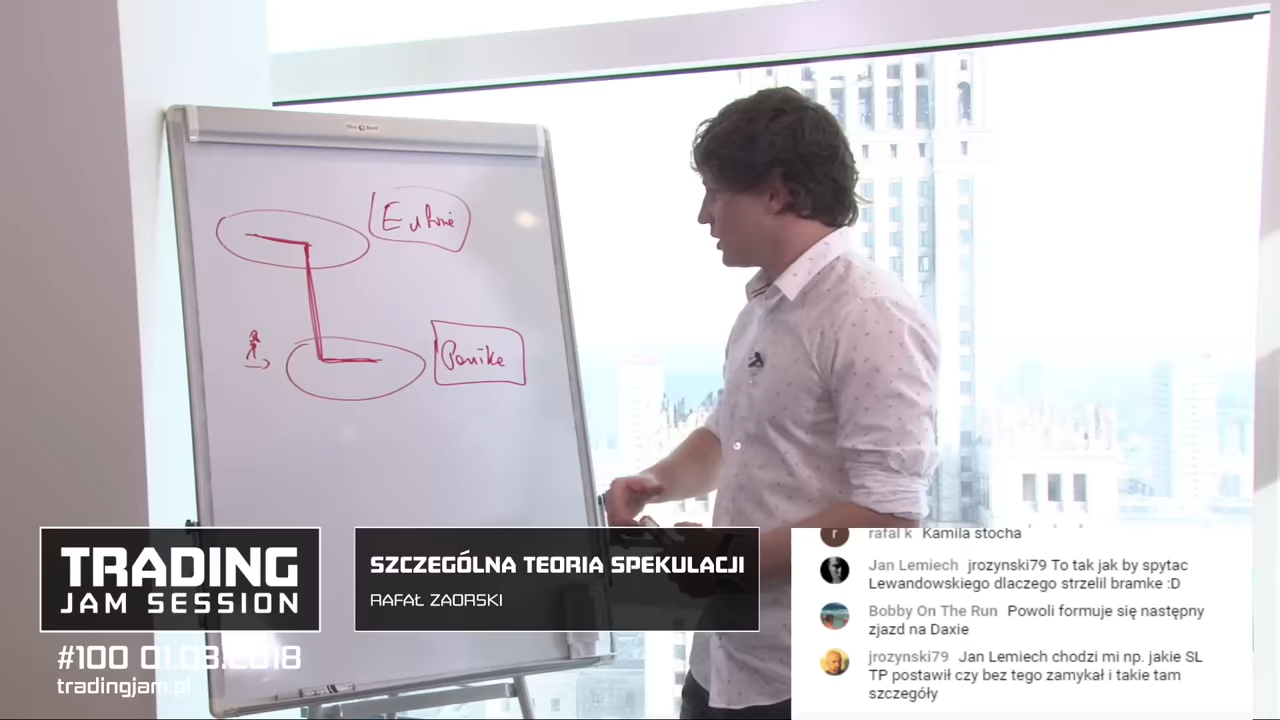 Euforie
Panika
TRADING
JAM SESSION
#100 01.03.2018
tradingjam.pl
SZCZEGÓLNA TEORIA SPEKULACJI
RAFAŁ ZAORSKI
rafal k Kamila stocha
Jan Lemiech jrozynski79 To tak jak by spytac
Lewandowskiego dlaczego strzelil bramke :D
Bobby On The Run Powoli formuje się następny
zjazd na Daxie
jrozynski79 Jan Lemiech chodzi mi np. jakie SL
TP postawił czy bez tego zamykał i takie tam
szczegóły